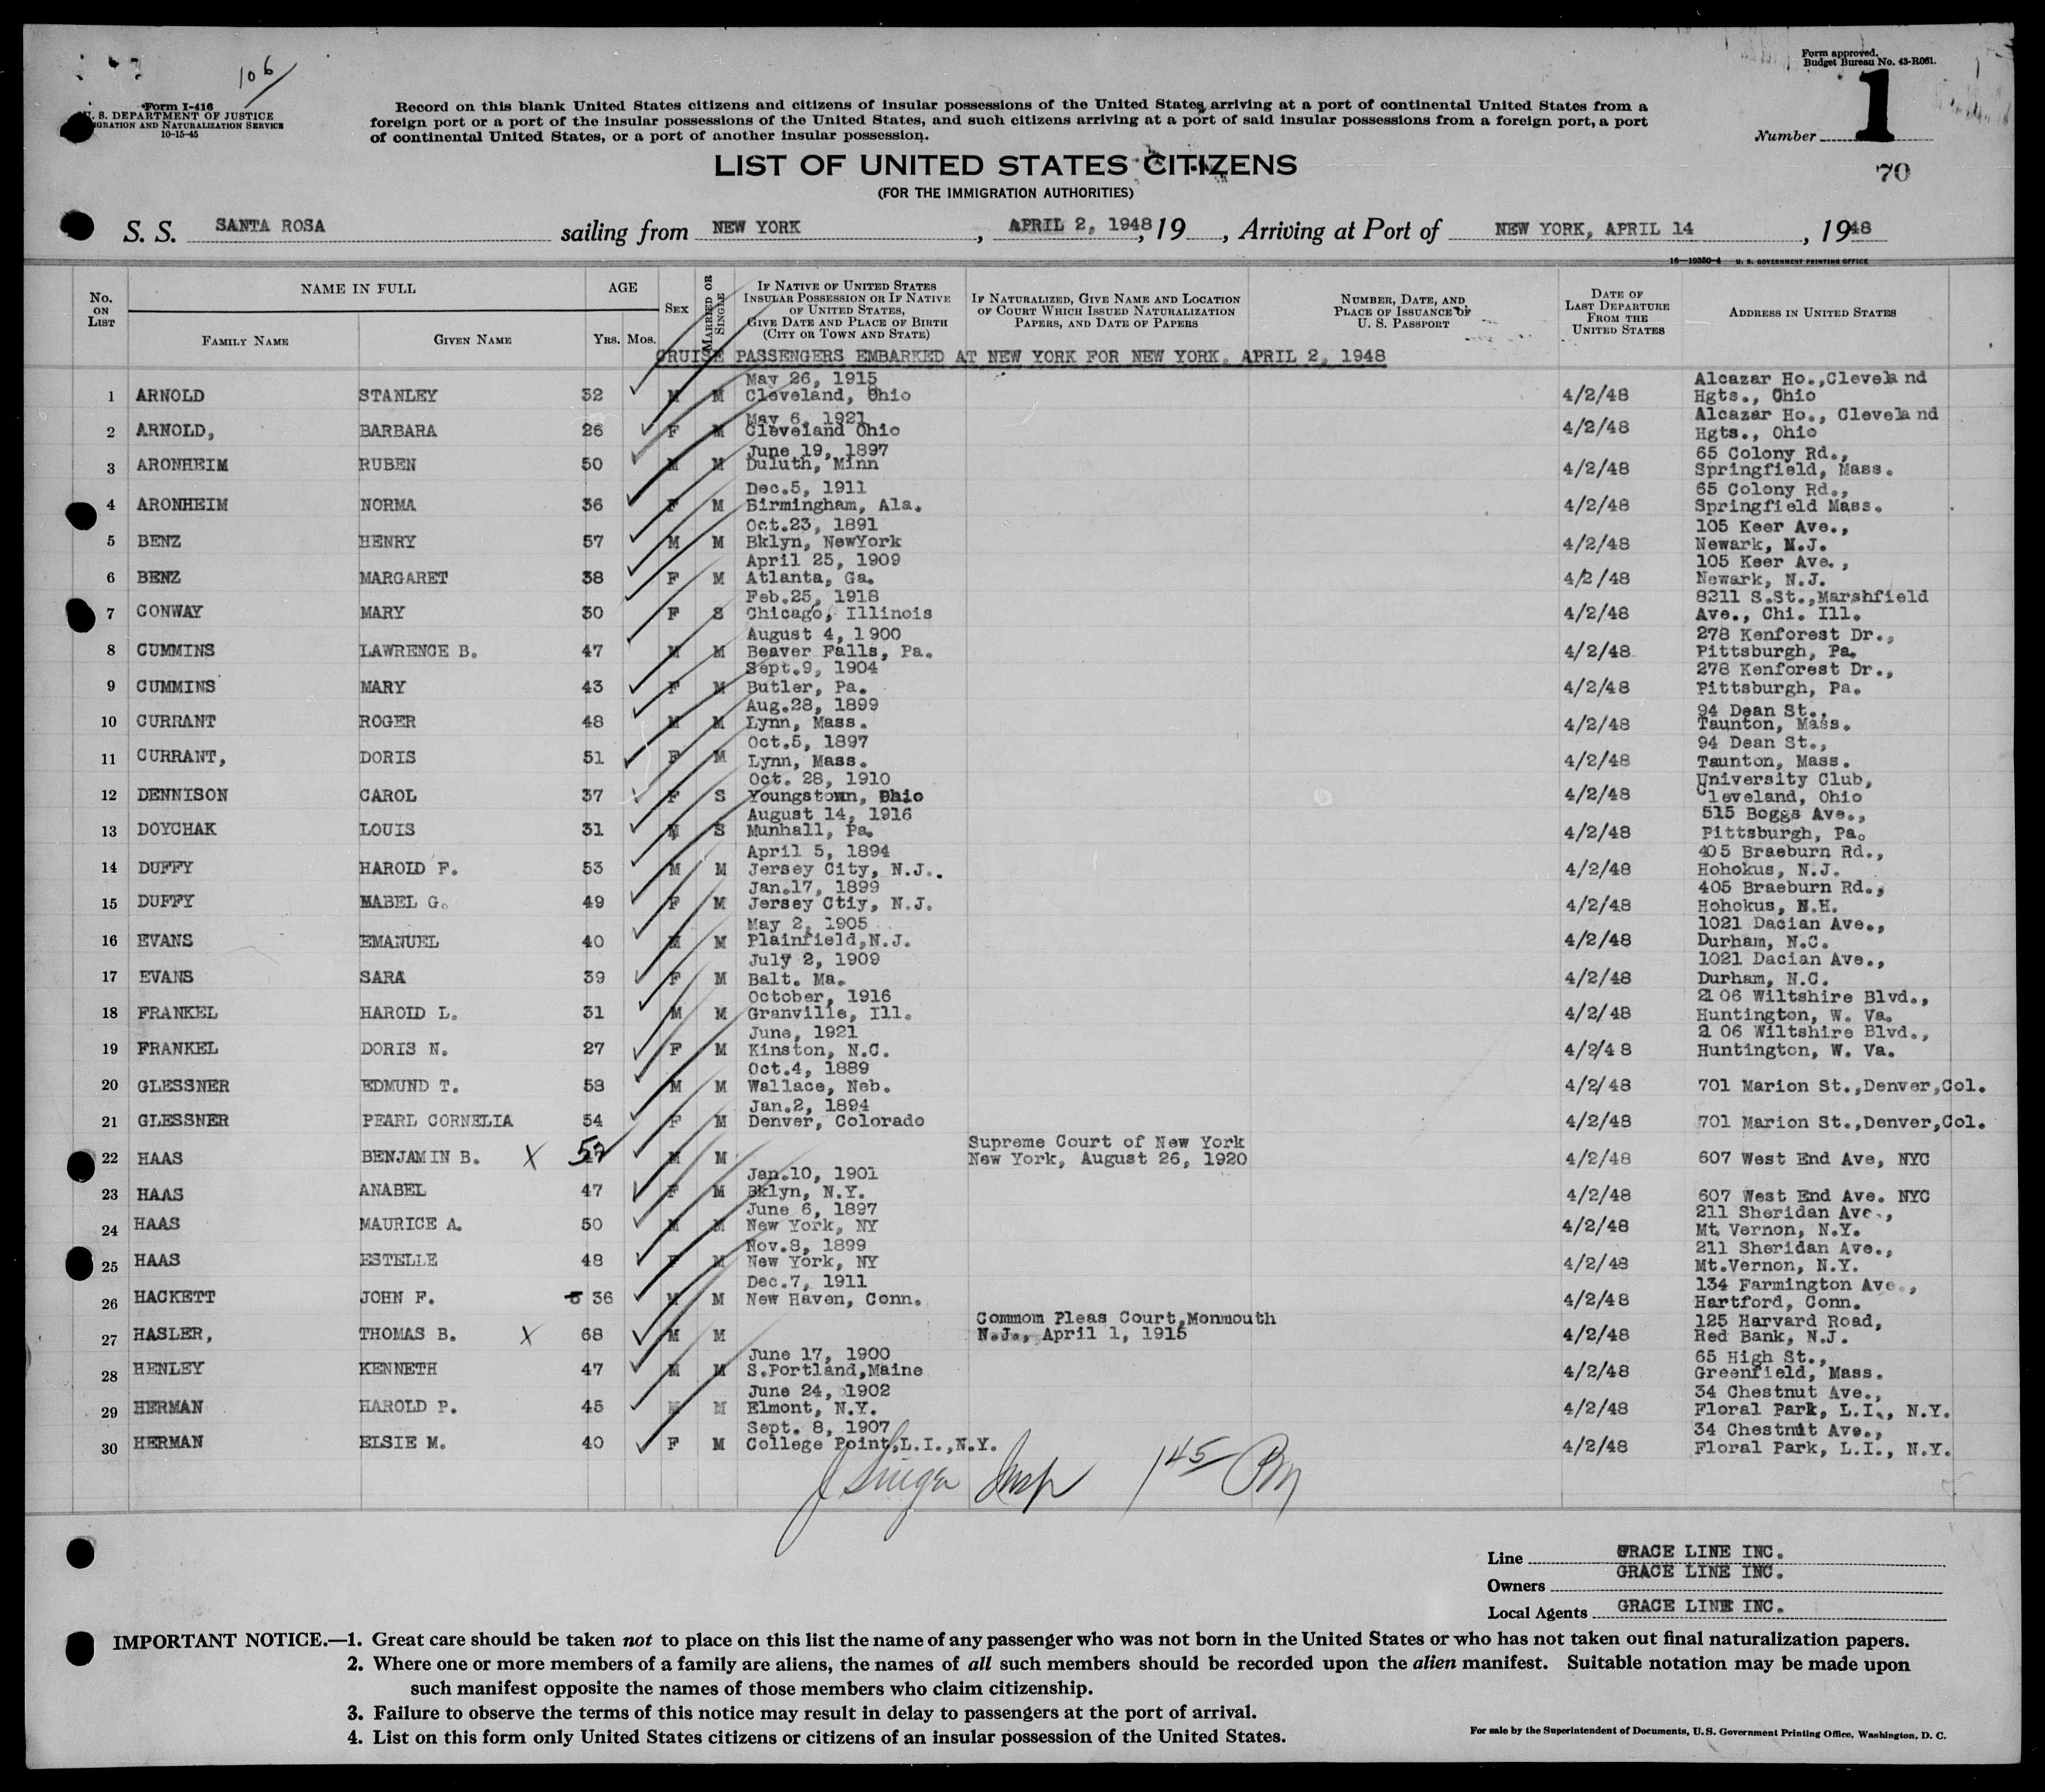 106
Form I-416
U. S. DEPARTMENT OF JUSTICE
IMMIGRATION AND NATURALIZATION SERVICE
10-15-45
Form approved.
Budget Bureau No. 43-R061.
Record on this blank United States citizens and citizens of insular possessions of the United States arriving at a port of continental United States from a
foreign port or a port of the insular possessions of the United States, and such citizens arriving at a port of said insular possessions from a foreign port, a port
of continental United States, or a port of another insular possession.
Number 1
LIST OF UNITED STATES CITIZENS
70
(FOR THE IMMIGRATION AUTHORITIES)
S. S. SANTA ROSA sailing from NEW YORK, APRIL 2, 1948, 19 , Arriving at Port of NEW YORK, APRIL 14, 1948
16—10350-4 U. S. GOVERNMENT PRINTING OFFICE
No. ON LIST
NAME IN FULL
FAMILY NAME
GIVEN NAME
AGE
Yrs. Mos.
SEX
MARRIED OR SINGLE
IF NATIVE OF UNITED STATES INSULAR POSSESSION OR IF NATIVE OF UNITED STATES, GIVE DATE AND PLACE OF BIRTH (CITY OR TOWN AND STATE)
IF NATURALIZED, GIVE NAME AND LOCATION OF COURT WHICH ISSUED NATURALIZATION PAPERS, AND DATE OF PAPERS
NUMBER, DATE, AND PLACE OF ISSUANCE OF U. S. PASSPORT
DATE OF LAST DEPARTURE FROM THE UNITED STATES
ADDRESS IN UNITED STATES
CRUISE PASSENGERS EMBARKED AT NEW YORK FOR NEW YORK, APRIL 2, 1948
1 ARNOLD STANLEY 32 M M May 26, 1915 Cleveland, Ohio 4/2/48 Alcazar Ho.,Cleveland Hgts., Ohio
2 ARNOLD, BARBARA 26 F M May 6, 1921 Cleveland Ohio 4/2/48 Alcazar Ho., Cleveland Hgts., Ohio
3 ARONHEIM RUBEN 50 M M June 19, 1897 Duluth, Minn 4/2/48 65 Colony Rd., Springfield, Mass.
4 ARONHEIM NORMA 36 F M Dec.5, 1911 Birmingham, Ala. 4/2/48 65 Colony Rd., Springfield Mass.
5 BENZ HENRY 57 M M Oct.23, 1891 Bklyn, NewYork 4/2/48 105 Keer Ave., Newark, N.J.
6 BENZ MARGARET 38 F M April 25, 1909 Atlanta, Ga. 4/2/48 105 Keer Ave., Newark, N.J.
7 CONWAY MARY 30 F S Feb.25, 1918 Chicago, Illinois 4/2/48 8211 S.St.,Marshfield Ave., Chi. Ill.
8 CUMMINS LAWRENCE B. 47 M M August 4, 1900 Beaver Falls, Pa. 4/2/48 278 Kenforest Dr., Pittsburgh, Pa.
9 CUMMINS MARY 43 F M Sept.9, 1904 Butler, Pa. 4/2/48 278 Kenforest Dr., Pittsburgh, Pa.
10 CURRANT ROGER 48 M M Aug.28, 1899 Lynn, Mass. 4/2/48 94 Dean St., Taunton, Mass.
11 CURRANT, DORIS 51 F M Oct.5, 1897 Lynn, Mass. 4/2/48 94 Dean St., Taunton, Mass.
12 DENNISON CAROL 37 F S Oct. 28, 1910 Youngstown, Ohio 4/2/48 University Club, Cleveland, Ohio
13 DOYCHAK LOUIS 31 M S August 14, 1916 Munhall, Pa. 4/2/48 515 Boggs Ave., Pittsburgh, Pa.
14 DUFFY HAROLD F. 53 M M April 5, 1894 Jersey City, N.J.. 4/2/48 405 Braeburn Rd., Hohokus, N.J.
15 DUFFY MABEL G. 49 F M Jan.17, 1899 Jersey Ctiy, N.J. 4/2/48 405 Braeburn Rd., Hohokus, N.H.
16 EVANS EMANUEL 40 M M May 2, 1905 Plainfield,N.J. 4/2/48 1021 Dacian Ave., Durham, N.C.
17 EVANS SARA 39 F M July 2, 1909 Balt. Ma. 4/2/48 1021 Dacian Ave., Durham, N.C.
18 FRANKEL HAROLD L. 31 M M October, 1916 Granville, Ill. 4/2/48 2106 Wiltshire Blvd., Huntington, W. Va.
19 FRANKEL DORIS N. 27 F M June, 1921 Kinston, N.C. 4/2/48 2106 Wiltshire Blvd., Huntington, W. Va.
20 GLESSNER EDMUND T. 58 M M Oct.4, 1889 Wallace, Neb. 4/2/48 701 Marion St.,Denver,Col.
21 GLESSNER PEARL CORNELIA 54 F M Jan.2, 1894 Denver, Colorado 4/2/48 701 Marion St.,Denver,Col.
22 HAAS BENJAMIN B. X 57 M M Supreme Court of New York New York, August 26, 1920 4/2/48 607 West End Ave, NYC
23 HAAS ANABEL 47 F M Jan.10, 1901 Bklyn, N.Y. 4/2/48 607 West End Ave. NYC
24 HAAS MAURICE A. 50 M M June 6, 1897 New York, NY 4/2/48 211 Sheridan Ave., Mt. Vernon, N.Y.
25 HAAS ESTELLE 48 F M Nov.8, 1899 New York, NY 4/2/48 211 Sheridan Ave., Mt.Vernon, N.Y.
26 HACKETT JOHN F. 36 M M Dec.7, 1911 New Haven, Conn. 4/2/48 134 Farmington Ave., Hartford, Conn.
27 HASLER, THOMAS B. X 68 M M Commom Pleas Court,Monmouth N.J., April 1, 1915 4/2/48 125 Harvard Road, Red Bank, N.J.
28 HENLEY KENNETH 47 M M June 17, 1900 S.Portland,Maine 4/2/48 65 High St., Greenfield, Mass.
29 HERMAN HAROLD P. 45 M M June 24, 1902 Elmont, N.Y. 4/2/48 34 Chestnut Ave., Floral Park, L.I., N.Y.
30 HERMAN ELSIE M. 40 F M Sept. 8, 1907 College Point,L.I.,N.Y. 4/2/48 34 Chestnut Ave., Floral Park, L.I., N.Y.
J Singer Insp 1 45 PM
Line GRACE LINE INC.
Owners GRACE LINE INC.
Local Agents GRACE LINE INC.
IMPORTANT NOTICE.—1. Great care should be taken not to place on this list the name of any passenger who was not born in the United States or who has not taken out final naturalization papers.
2. Where one or more members of a family are aliens, the names of all such members should be recorded upon the alien manifest. Suitable notation may be made upon
such manifest opposite the names of those members who claim citizenship.
3. Failure to observe the terms of this notice may result in delay to passengers at the port of arrival.
4. List on this form only United States citizens or citizens of an insular possession of the United States.
For sale by the Superintendent of Documents, U. S. Government Printing Office, Washington, D. C.